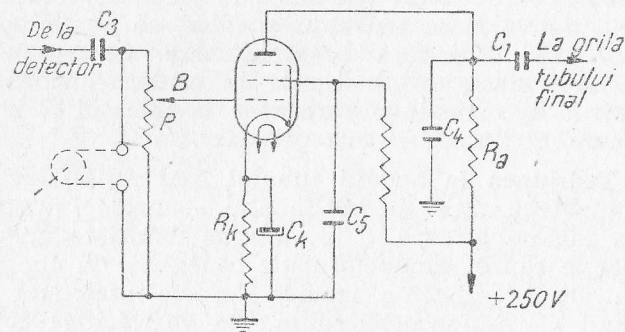 De la
detector
C3
B
P
Rk
Ck
C5
C4
C1
La grila
tubului
final
Ra
+250V